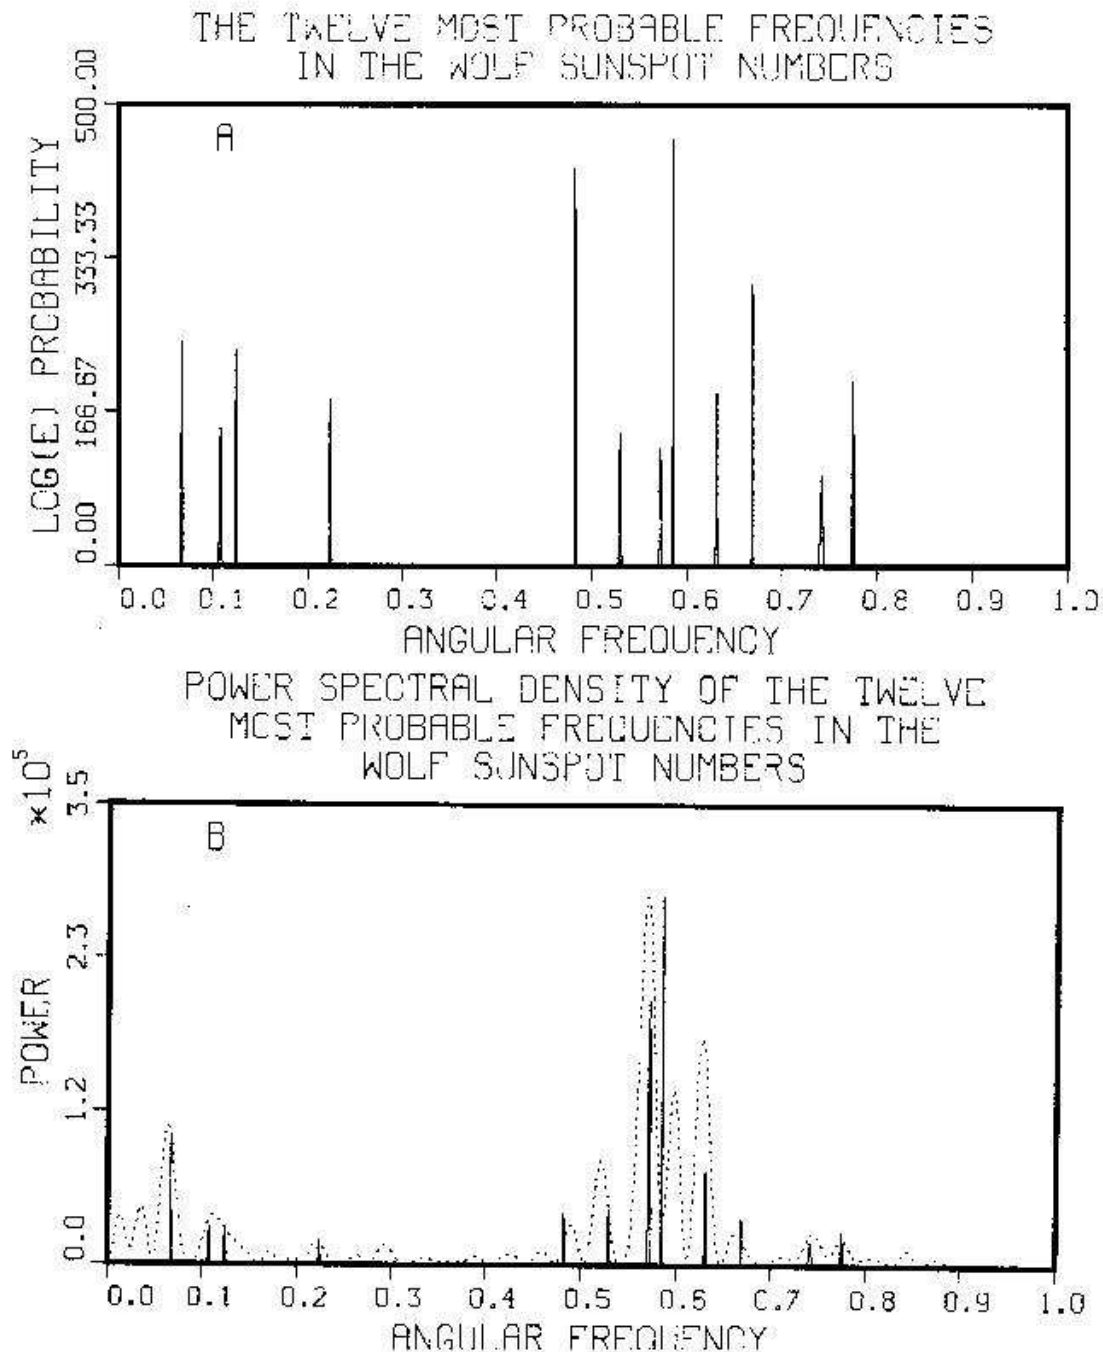 THE TWELVE MOST PROBABLE FREQUENCIES
IN THE WOLF SUNSPOT NUMBERS
500.00
A
333.33
166.67
0.00
LOG(E) PROBABILITY
0.0 0.1 0.2 0.3 0.4 0.5 0.6 0.7 0.8 0.9 1.0
ANGULAR FREQUENCY
POWER SPECTRAL DENSITY OF THE TWELVE
MOST PROBABLE FREQUENCIES IN THE
WOLF SUNSPOT NUMBERS
×10⁵
3.5
B
2.3
1.2
0.0
POWER
0.0 0.1 0.2 0.3 0.4 0.5 0.6 0.7 0.8 0.9 1.0
ANGULAR FREQUENCY